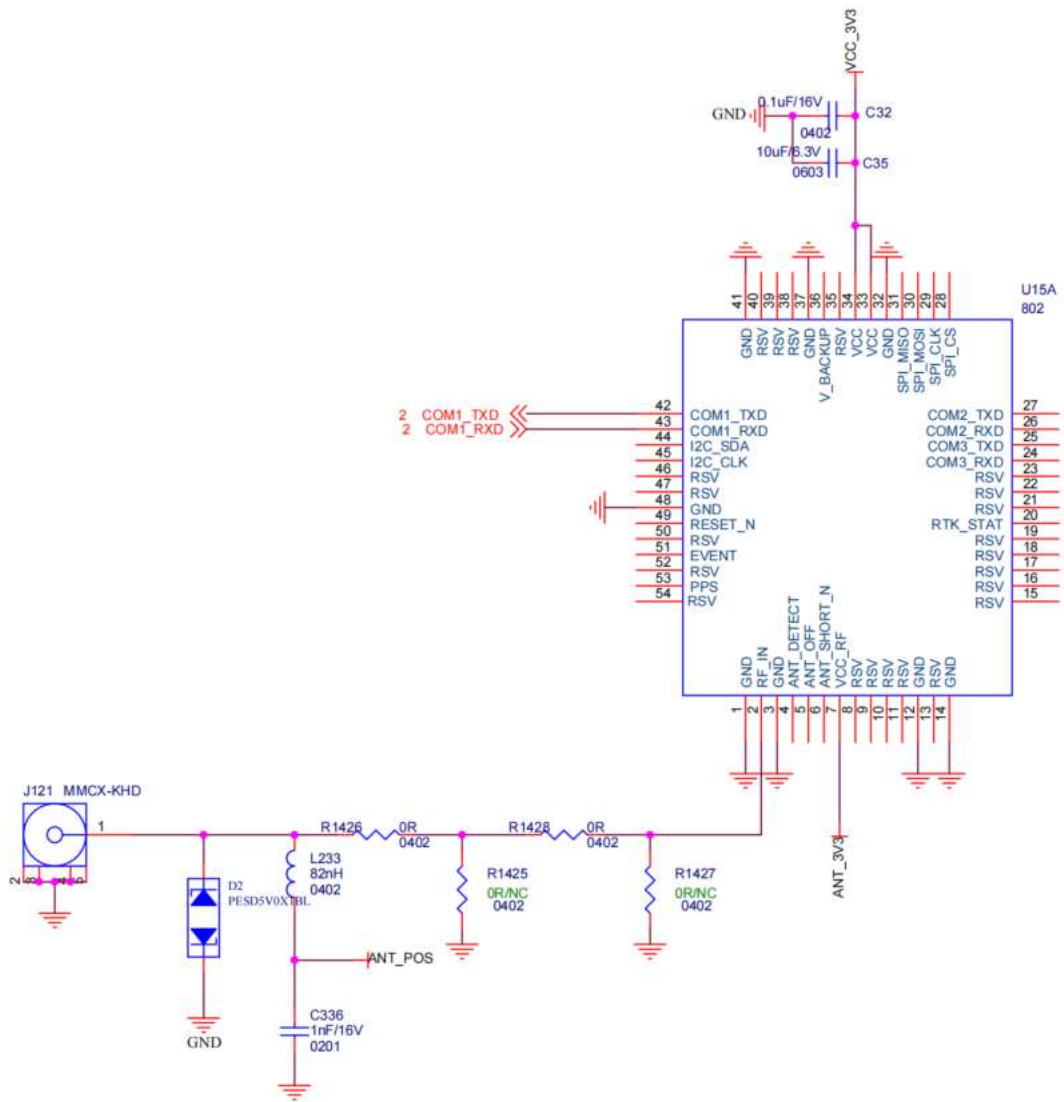 VCC_3V3
0.1uF/16V
C32
GND
0402
10uF/6.3V
C35
0603
U15A
802
41
40
39
38
37
36
35
34
33
32
31
30
29
28
GND
RSV
RSV
RSV
GND
V_BACKUP
RSV
VCC
VCC
GND
SPI_MISO
SPI_MOSI
SPI_CLK
SPI_CS
2 COM1_TXD 42 COM1_TXD
2 COM1_RXD 43 COM1_RXD
44 I2C_SDA
45 I2C_CLK
46 RSV
47 RSV
48 GND
49 RESET_N
50 RSV
51 EVENT
52 RSV
53 PPS
54 RSV
COM2_TXD 27
COM2_RXD 26
COM3_TXD 25
COM3_RXD 24
RSV 23
RSV 22
RSV 21
RTK_STAT 20
RSV 19
RSV 18
RSV 17
RSV 16
RSV 15
GND
RF_IN
GND
ANT_DETECT
ANT_OFF
ANT_SHORT_N
VCC_RF
RSV
RSV
RSV
RSV
GND
RSV
GND
1
2
3
4
5
6
7
8
9
10
11
12
13
14
J121 MMCX-KHD
1
2
3
4
5
R1426 0R
0402
R1428 0R
0402
L233
82nH
0402
D2
PESD5V0X1BL
R1425
0R/NC
0402
R1427
0R/NC
0402
ANT_3V3
ANT_POS
C336
1nF/16V
0201
GND